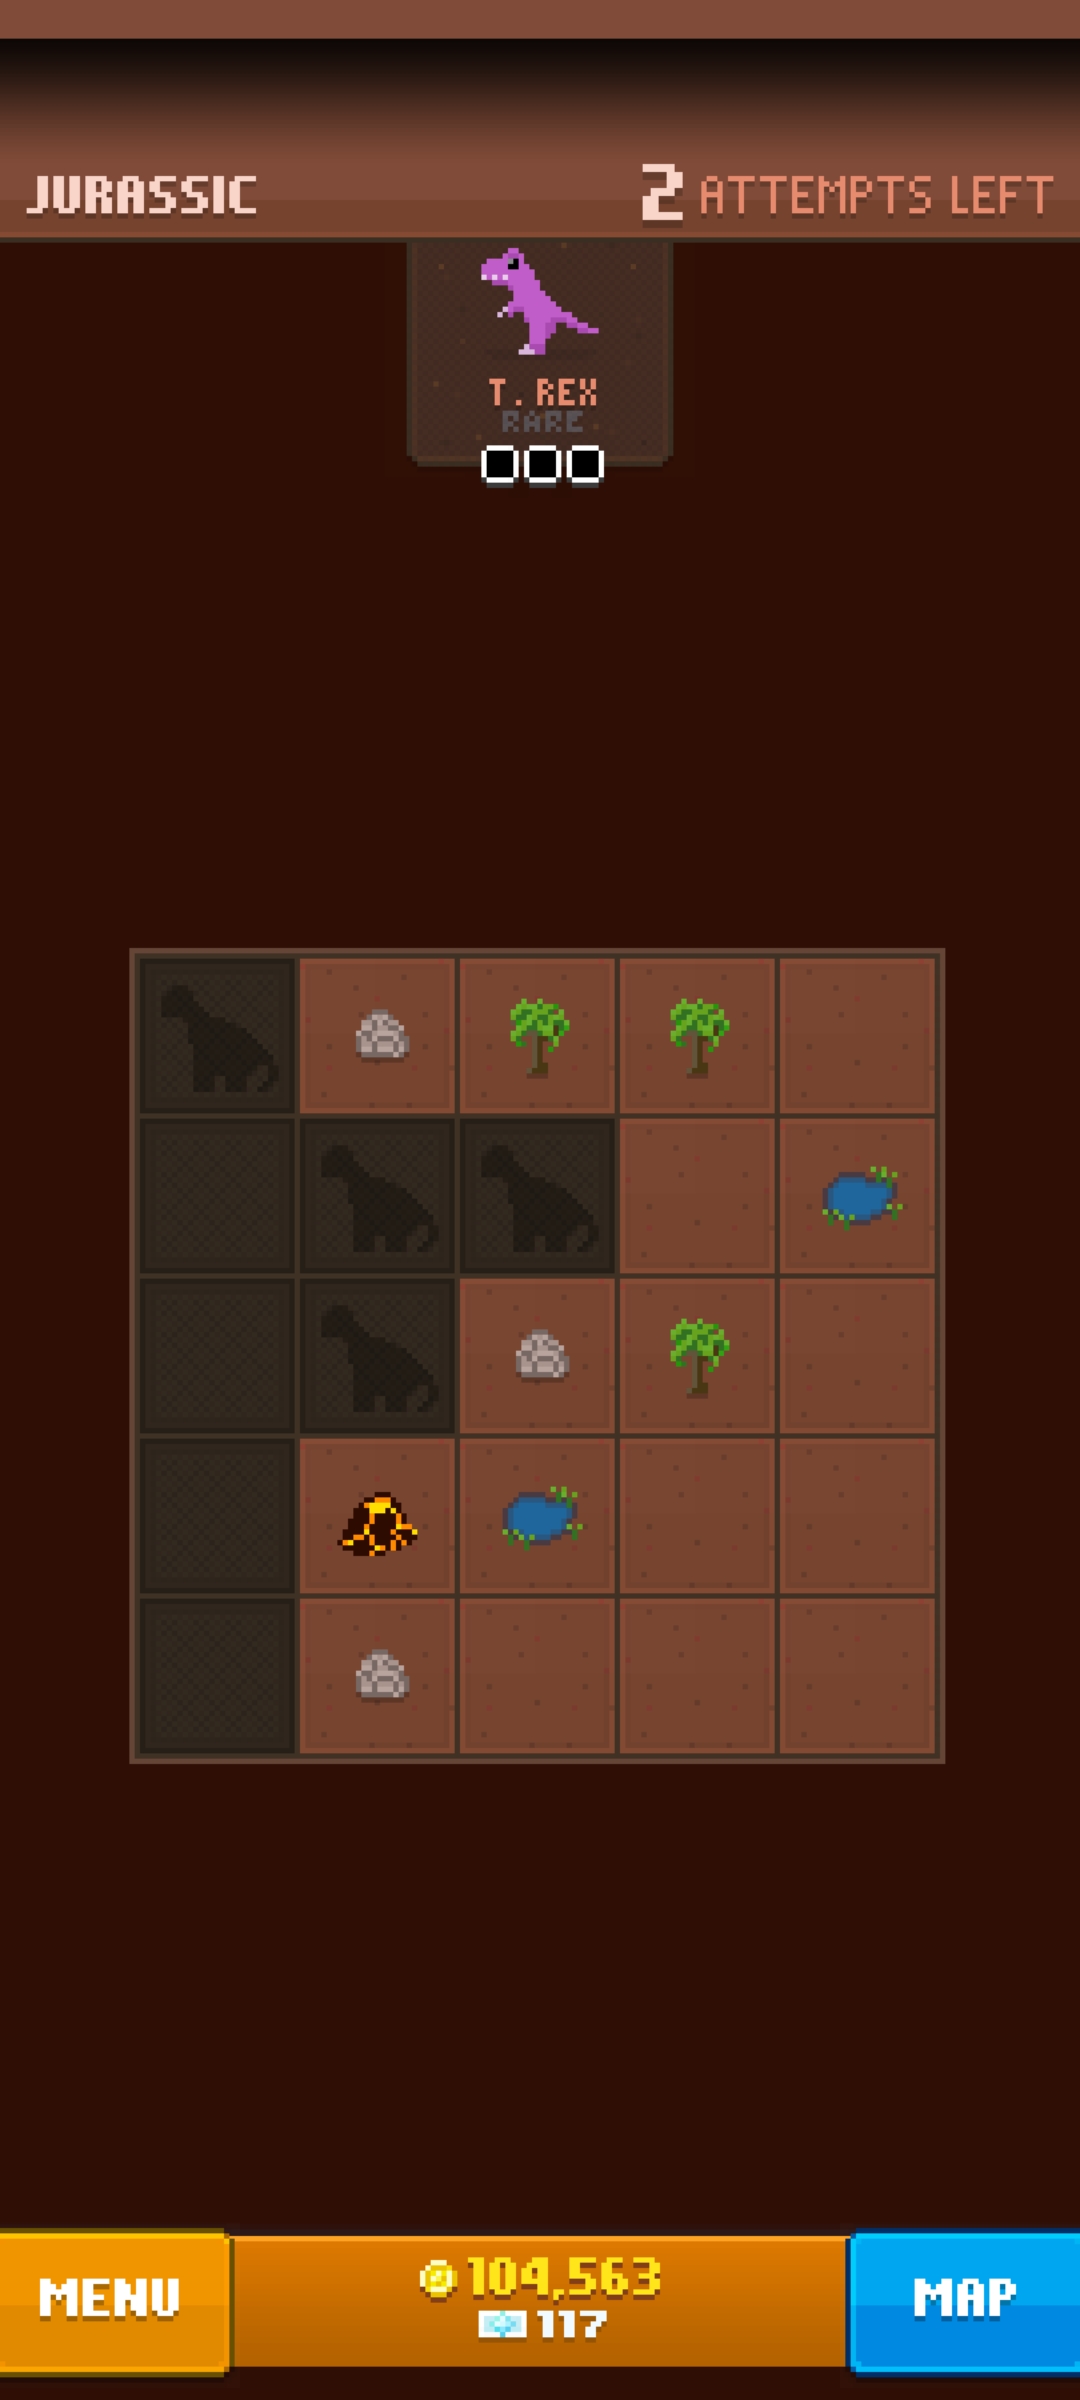 JURASSIC
2 ATTEMPTS LEFT
T. REX
RARE
104,563
117
MENU
MAP